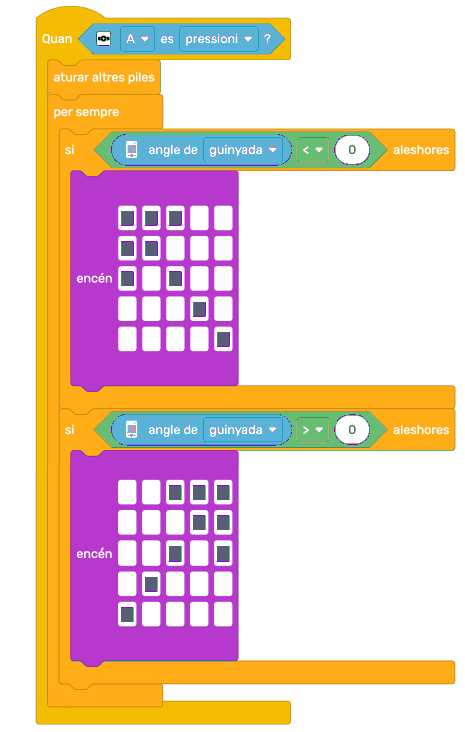 Quan A es pressioni ?
aturar altres piles
per sempre
si angle de guinyada < 0 aleshores
encén
si angle de guinyada > 0 aleshores
encén